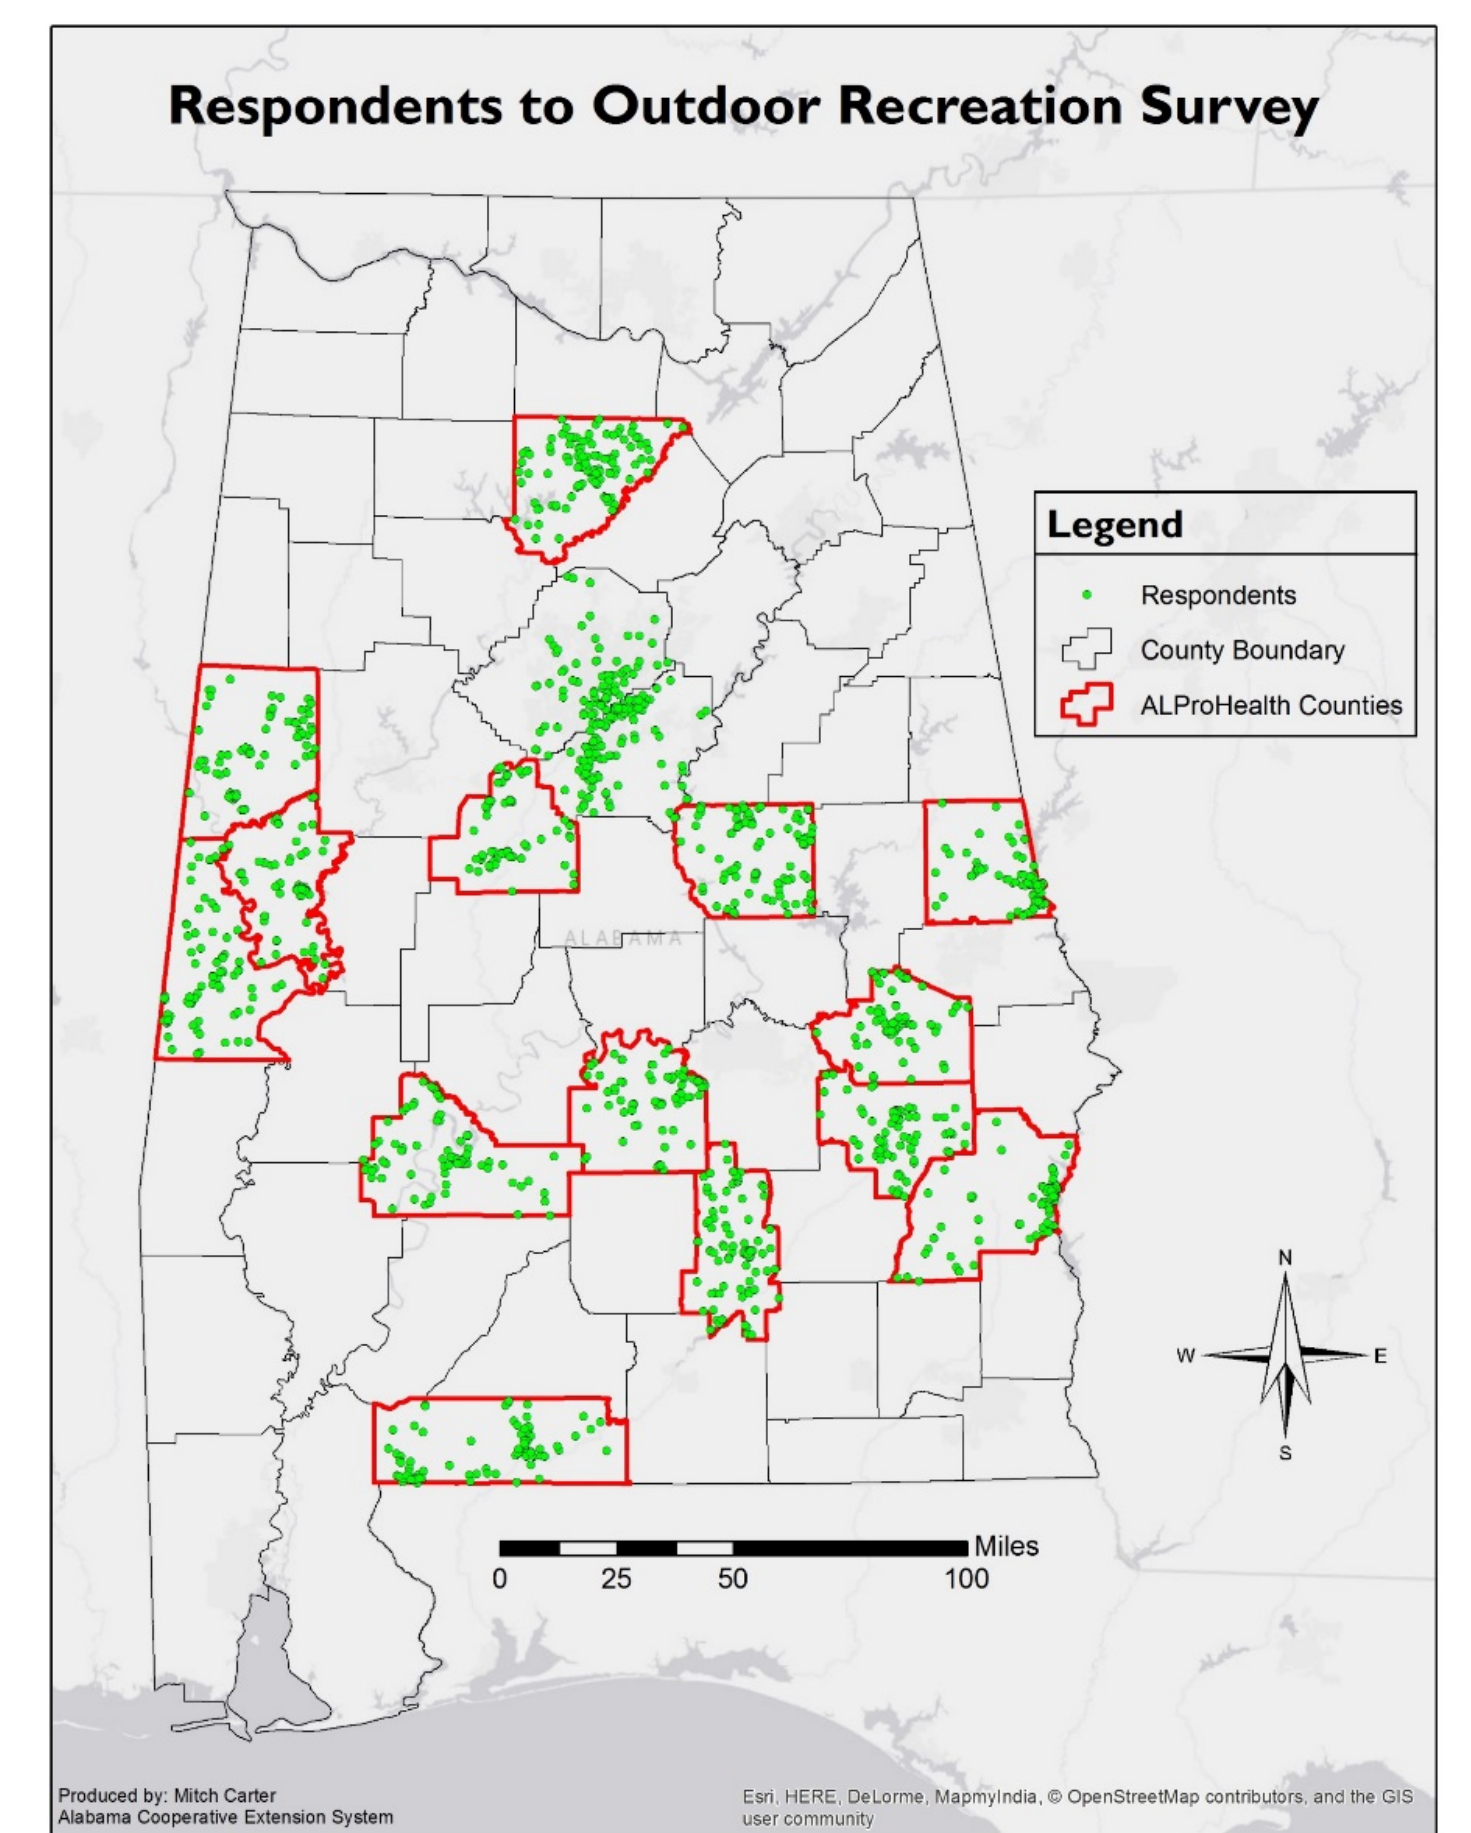 Respondents to Outdoor Recreation Survey
Legend
Respondents
County Boundary
ALProHealth Counties
ALABAMA
N
W E
S
Miles
0 25 50 100
Produced by: Mitch Carter
Alabama Cooperative Extension System
Esri, HERE, DeLorme, MapmyIndia, © OpenStreetMap contributors, and the GIS
user community